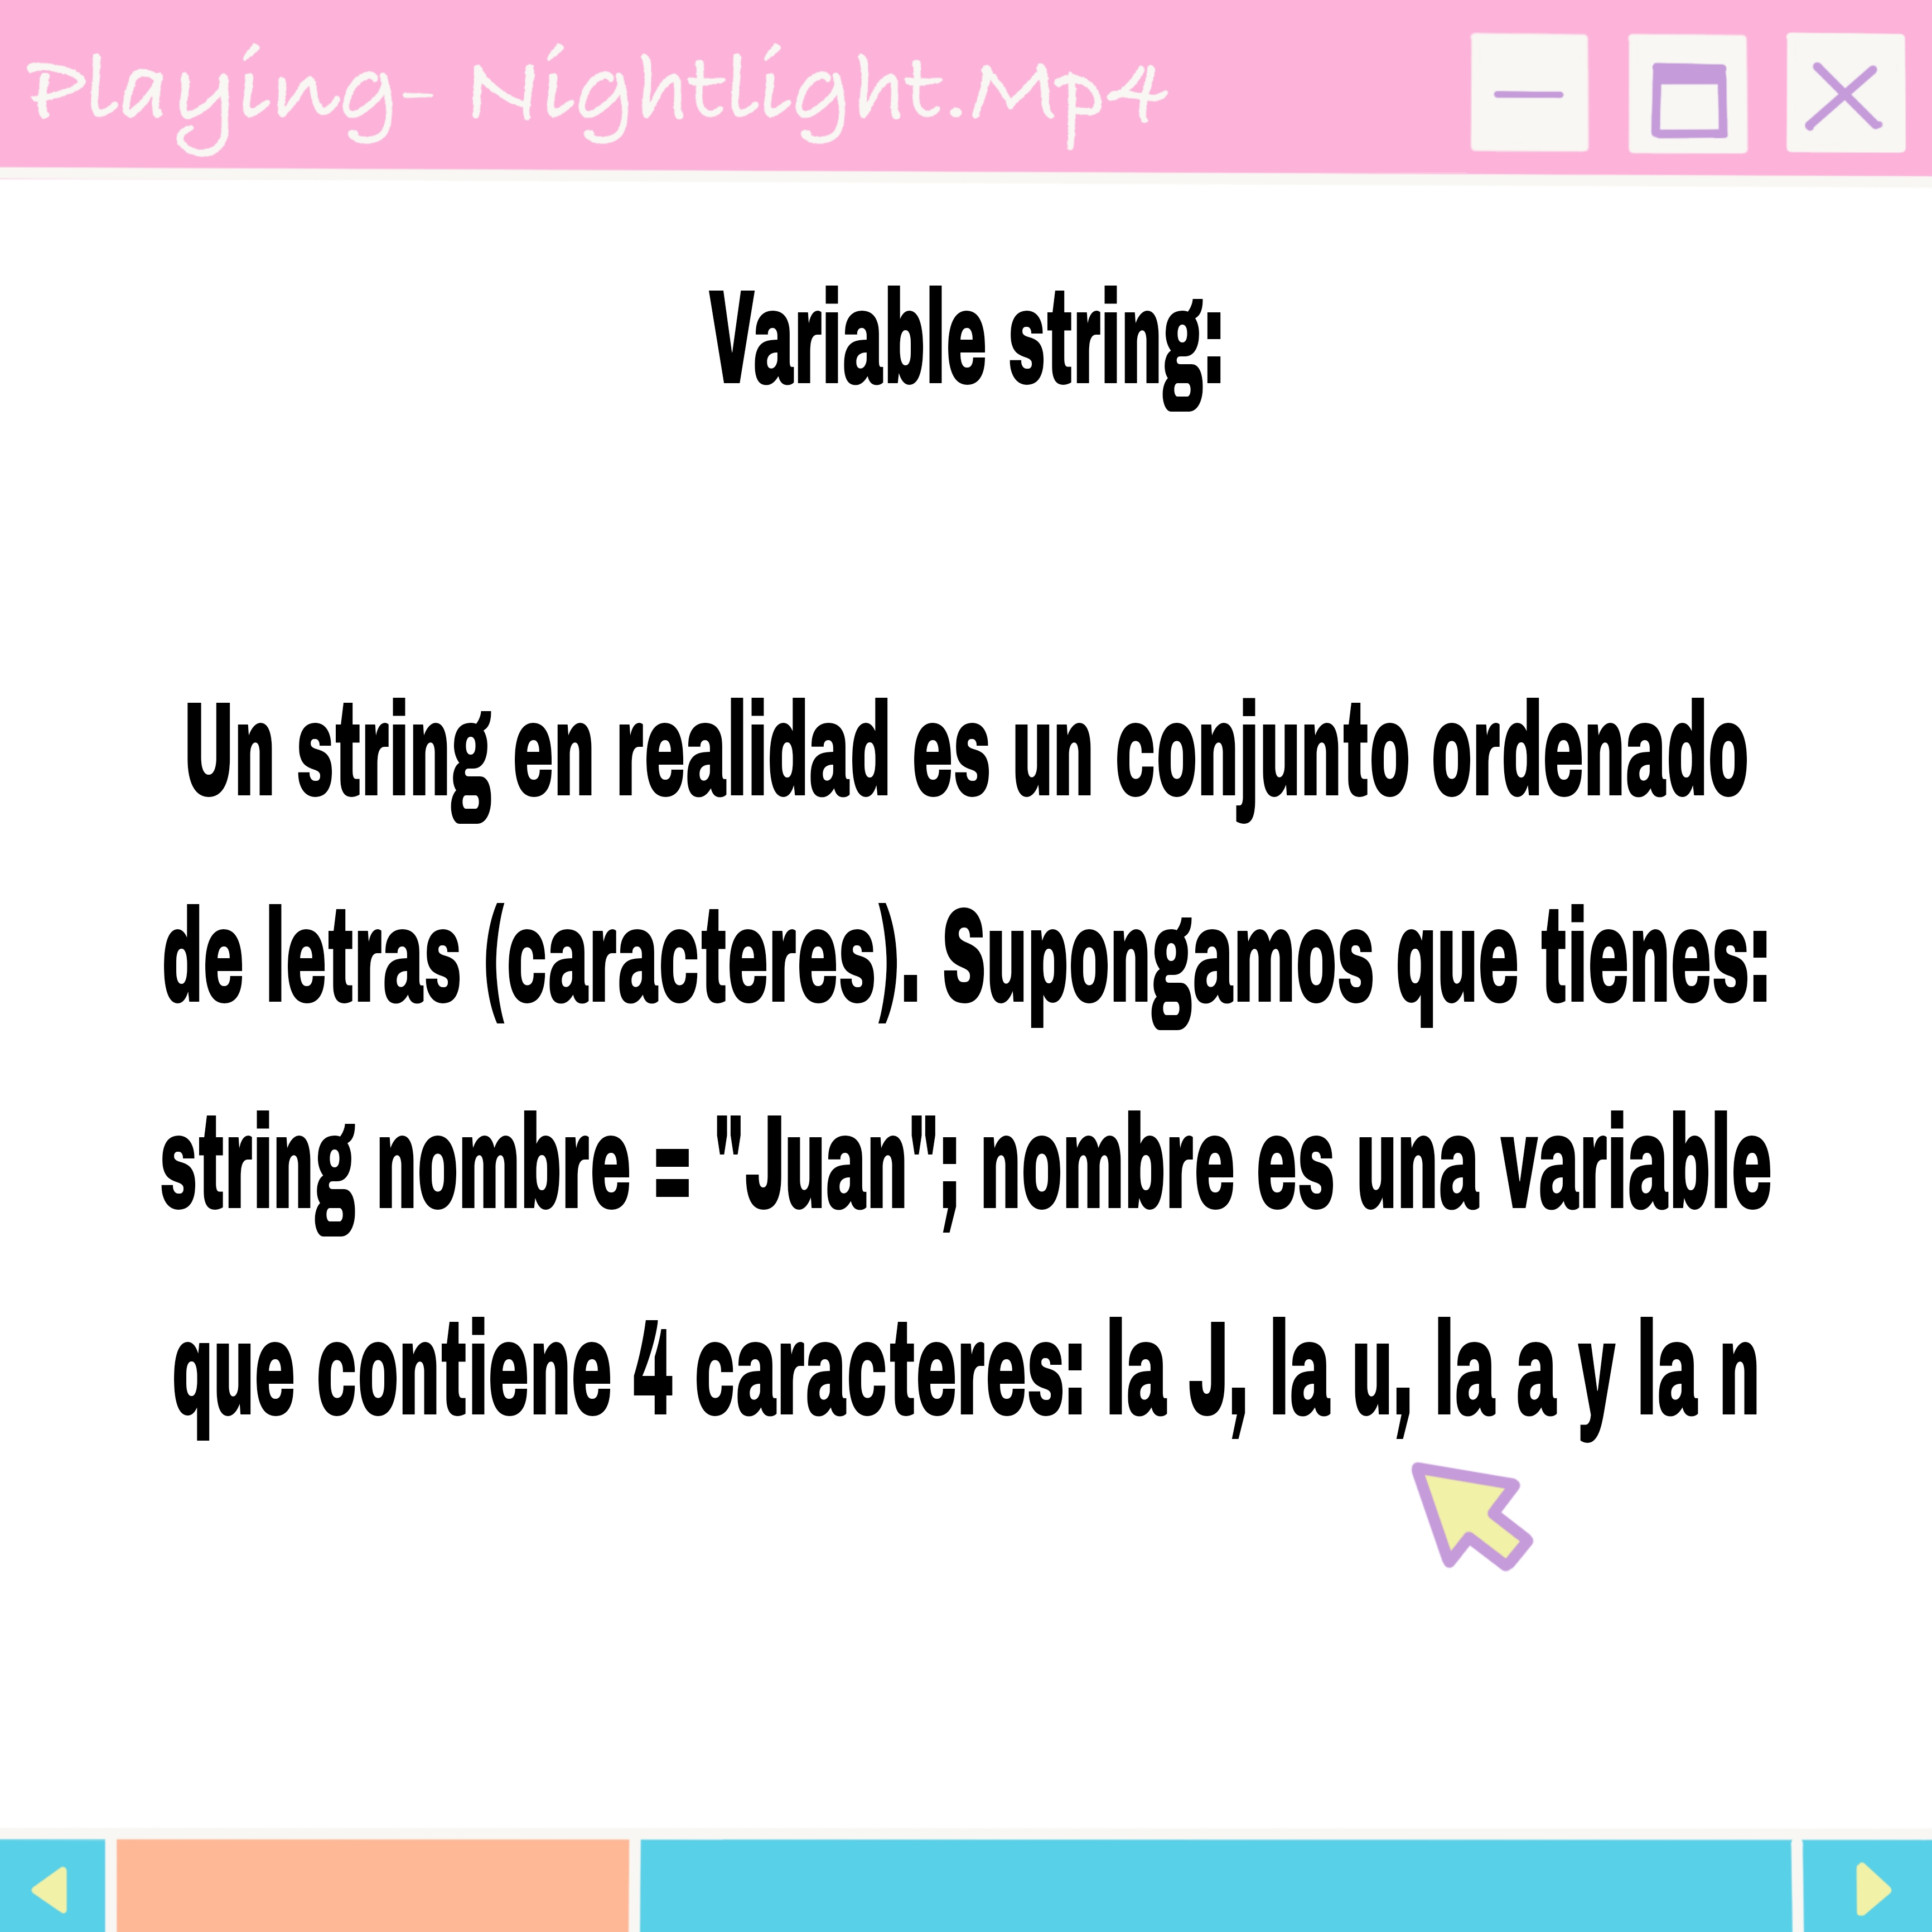 Playing- Nightlight.Mp4
Variable string:
Un string en realidad es un conjunto ordenado
de letras (caracteres). Supongamos que tienes:
string nombre = "Juan"; nombre es una variable
que contiene 4 caracteres: la J, la u, la a y la n